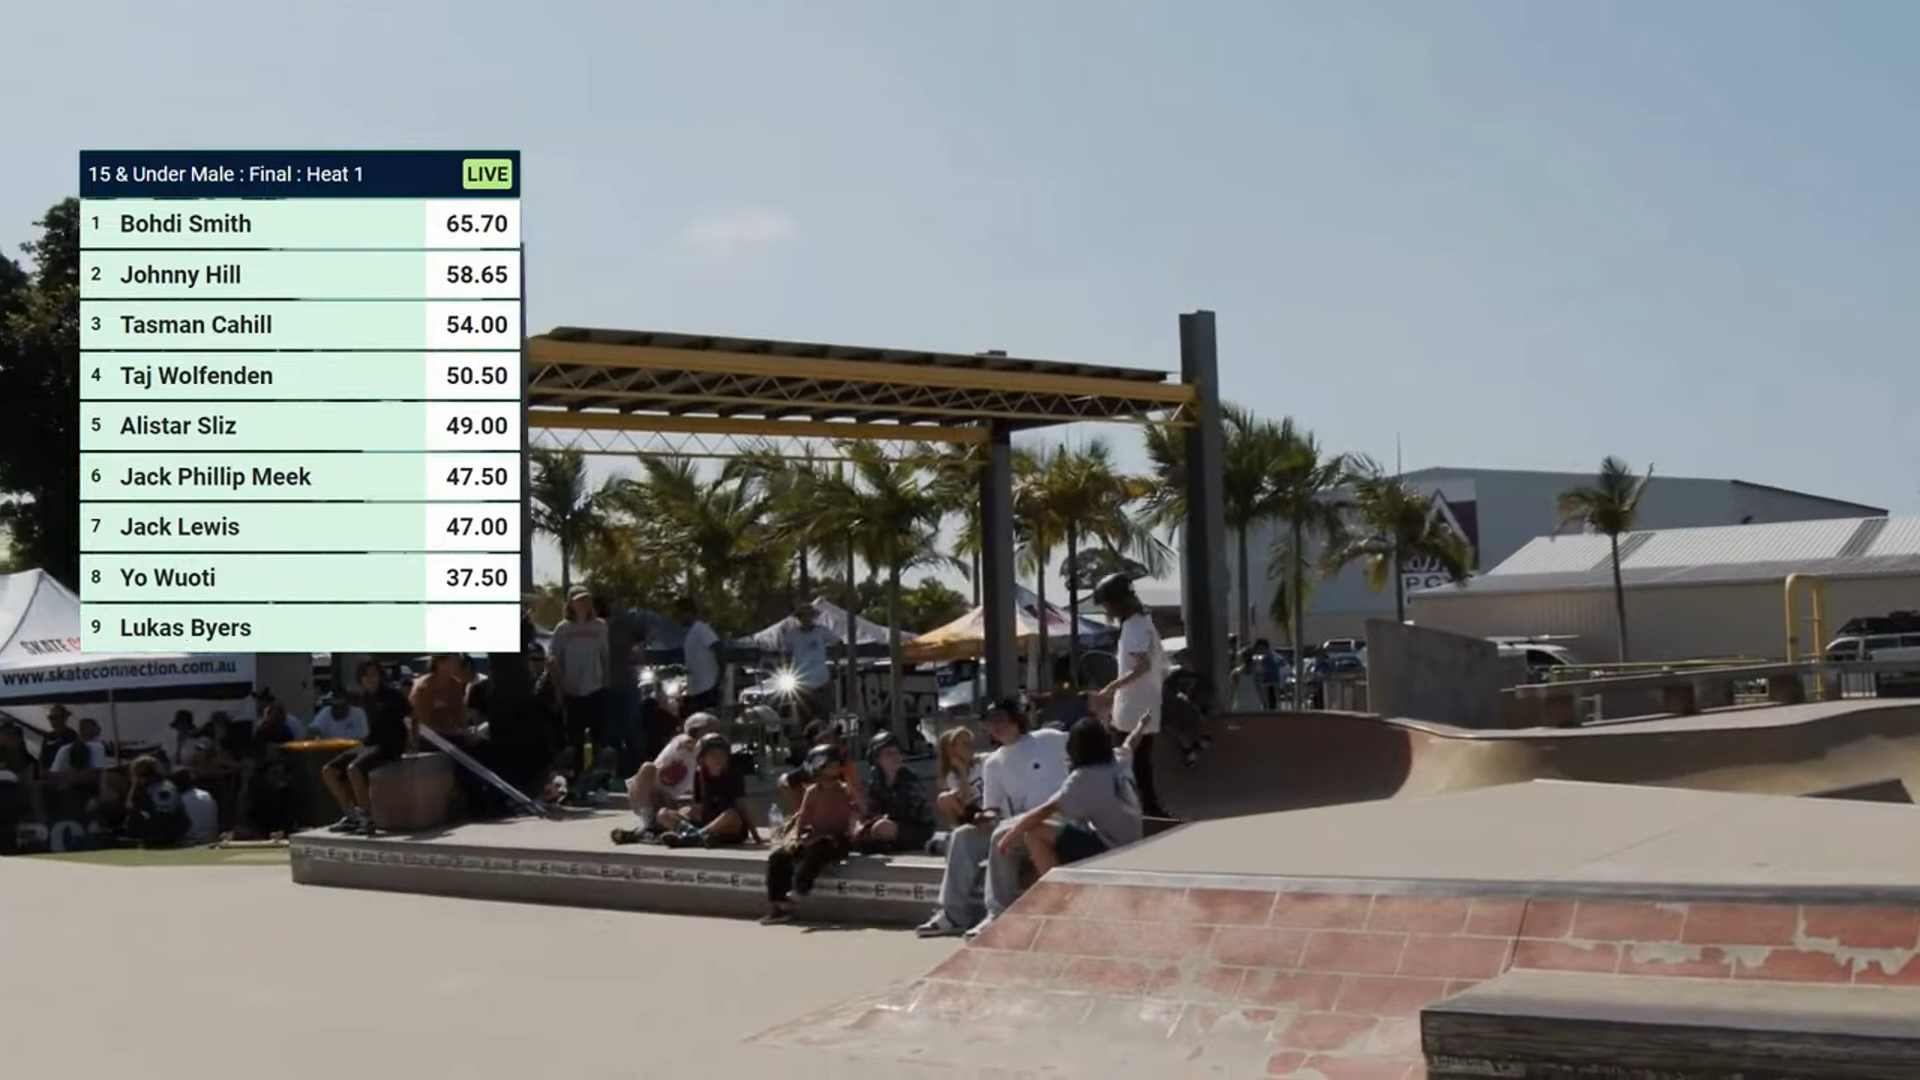 15 & Under Male : Final : Heat 1 LIVE
1 Bohdi Smith 65.70
2 Johnny Hill 58.65
3 Tasman Cahill 54.00
4 Taj Wolfenden 50.50
5 Alistar Sliz 49.00
6 Jack Phillip Meek 47.50
7 Jack Lewis 47.00
8 Yo Wuoti 37.50
9 Lukas Byers -
SKATE
www.skateconnection.com.au